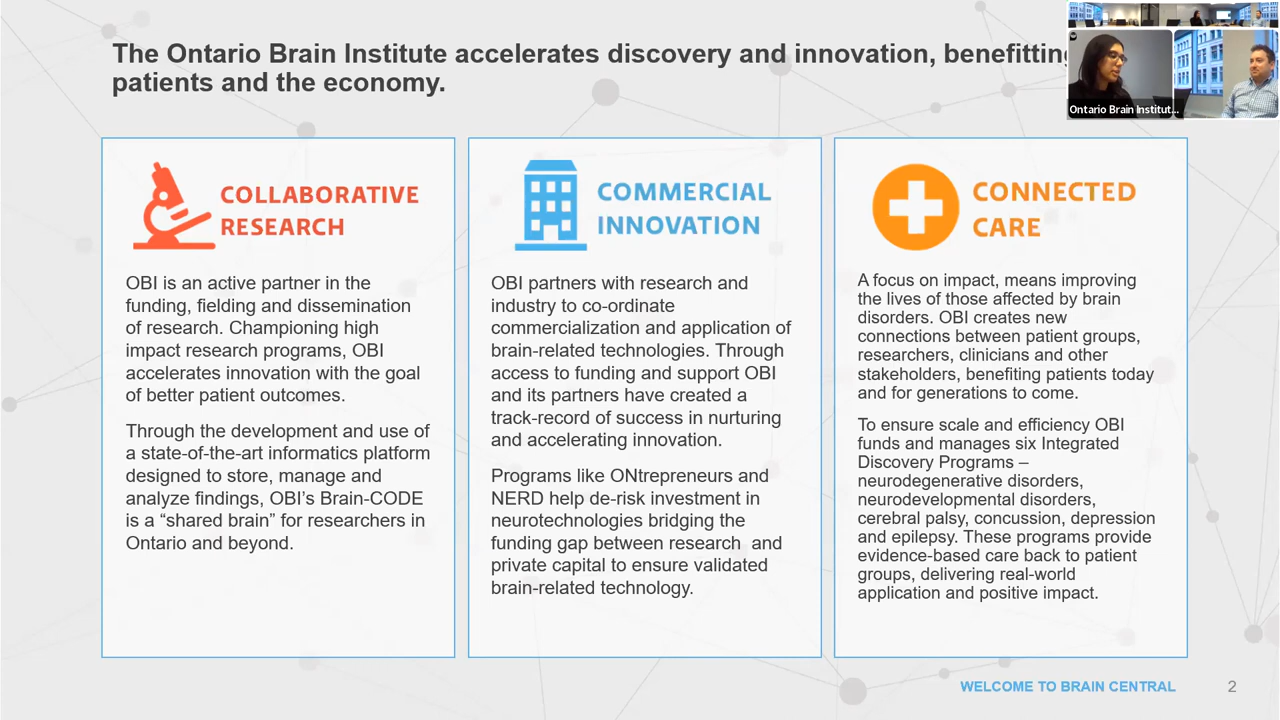 The Ontario Brain Institute accelerates discovery and innovation, benefitting
patients and the economy.
Ontario Brain Institut...
COLLABORATIVE
RESEARCH
OBI is an active partner in the
funding, fielding and dissemination
of research. Championing high
impact research programs, OBI
accelerates innovation with the goal
of better patient outcomes.
Through the development and use of
a state-of-the-art informatics platform
designed to store, manage and
analyze findings, OBI’s Brain-CODE
is a “shared brain” for researchers in
Ontario and beyond.
COMMERCIAL
INNOVATION
OBI partners with research and
industry to co-ordinate
commercialization and application of
brain-related technologies. Through
access to funding and support OBI
and its partners have created a
track-record of success in nurturing
and accelerating innovation.
Programs like ONtrepreneurs and
NERD help de-risk investment in
neurotechnologies bridging the
funding gap between research and
private capital to ensure validated
brain-related technology.
CONNECTED
CARE
A focus on impact, means improving
the lives of those affected by brain
disorders. OBI creates new
connections between patient groups,
researchers, clinicians and other
stakeholders, benefiting patients today
and for generations to come.
To ensure scale and efficiency OBI
funds and manages six Integrated
Discovery Programs –
neurodegenerative disorders,
neurodevelopmental disorders,
cerebral palsy, concussion, depression
and epilepsy. These programs provide
evidence-based care back to patient
groups, delivering real-world
application and positive impact.
WELCOME TO BRAIN CENTRAL
2